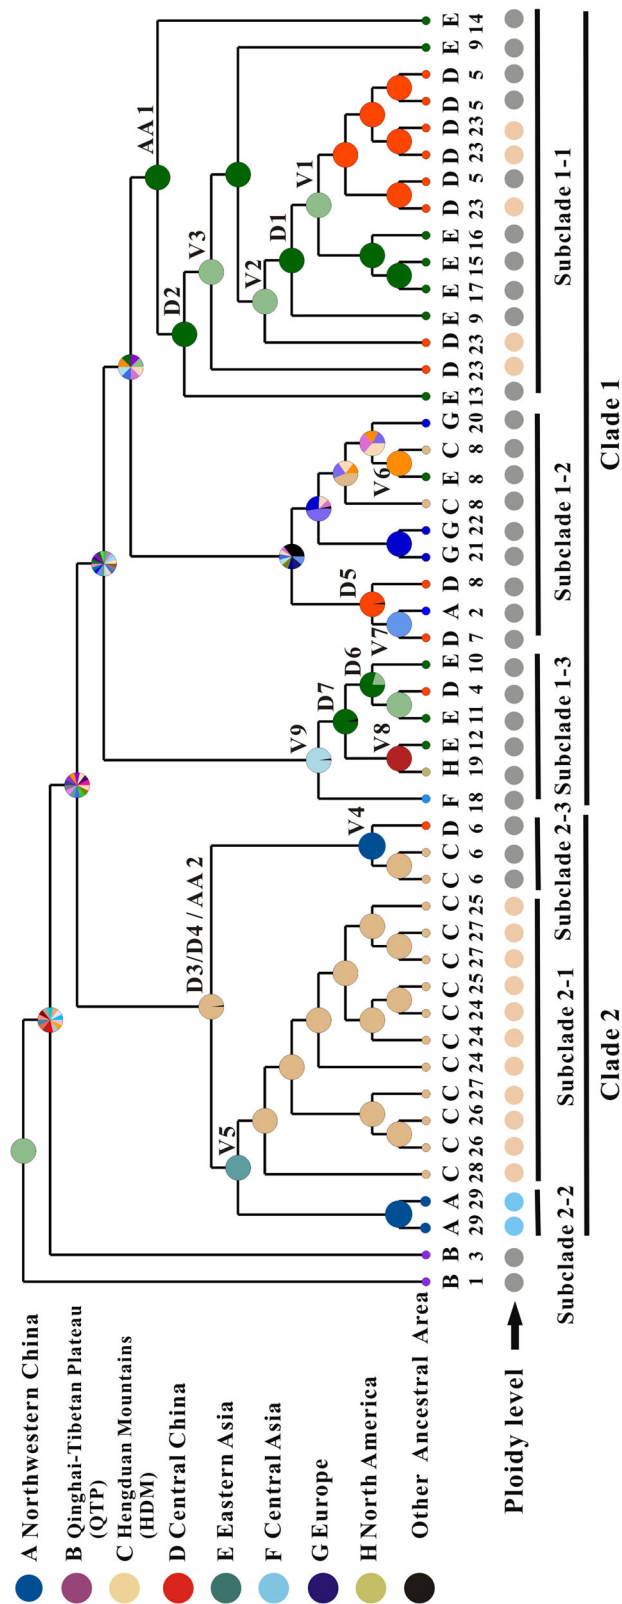 A Northwestern China
B Qinghai-Tibetan Plateau
(QTP)
C Hengduan Mountains
(HDM)
D Central China
E Eastern Asia
F Central Asia
G Europe
H North America
Other Ancestral Area
AA 1
D2
V3
V2
D1
V1
D3/D4 / AA 2
V5
V4
V9
D7
D6
V8
V7
D5
V6
B B A A C C C C C C C C C C C C C D F H E E D E D A D G G C E C G E D D E E E E D D D D D D E E
1 3 29 29 28 26 26 27 24 24 24 25 27 27 25 6 6 6 18 19 12 11 4 10 7 2 8 21 22 8 8 8 20 13 23 23 9 17 15 16 23 5 23 23 5 5 9 14
Ploidy level
Subclade 2-2
Subclade 2-1
Subclade 2-3
Subclade 1-3
Subclade 1-2
Subclade 1-1
Clade 2
Clade 1